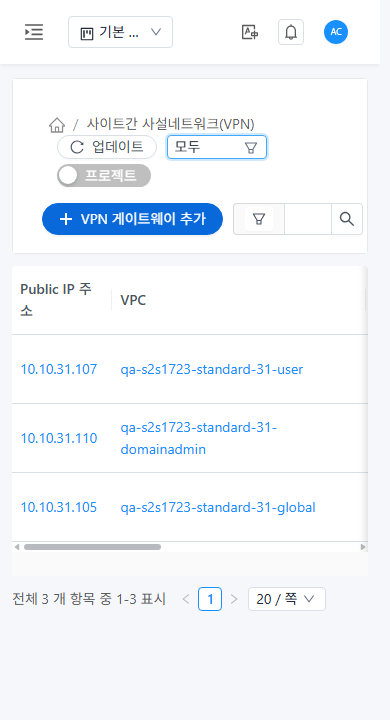 기본 ...
AC
/ 사이트간 사설네트워크(VPN)
업데이트 모두
프로젝트
+ VPN 게이트웨이 추가
Public IP 주
소
VPC
10.10.31.107 qa-s2s1723-standard-31-user
10.10.31.110 qa-s2s1723-standard-31-
domainadmin
10.10.31.105 qa-s2s1723-standard-31-global
전체 3 개 항목 중 1-3 표시 < 1 > 20 / 쪽